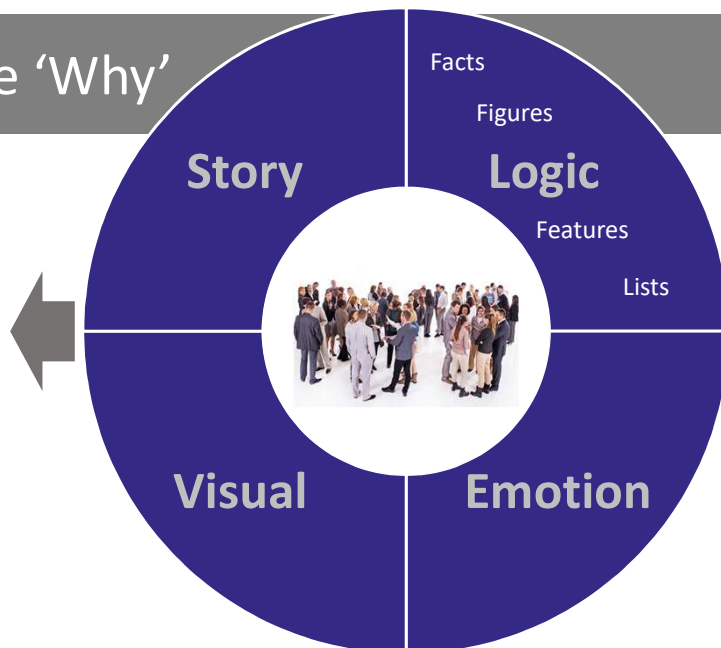 e ‘Why’
Facts
Figures
Story
Logic
Features
Lists
Visual
Emotion